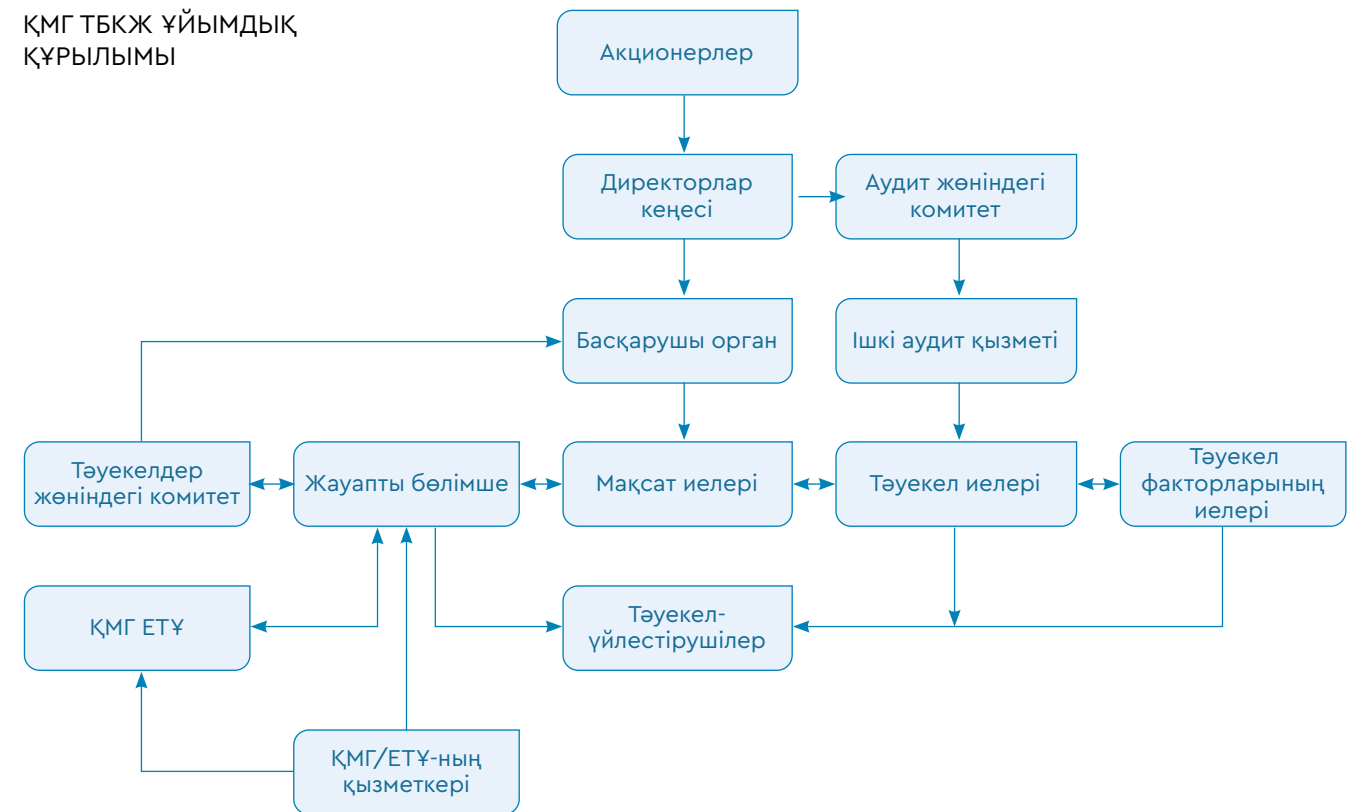 ҚМГ ТБКЖ ҰЙЫМДЫҚ
ҚҰРЫЛЫМЫ
Акционерлер
Директорлар
кеңесі
Аудит жөніндегі
комитет
Басқарушы орган
Ішкі аудит қызметі
Тәуекелдер
жөніндегі комитет
Жауапты бөлімше
Мақсат иелері
Тәуекел иелері
Тәуекел
факторларының
иелері
ҚМГ ЕТҰ
Тәуекел-
үйлестірушілер
ҚМГ/ЕТҰ-ның
қызметкері